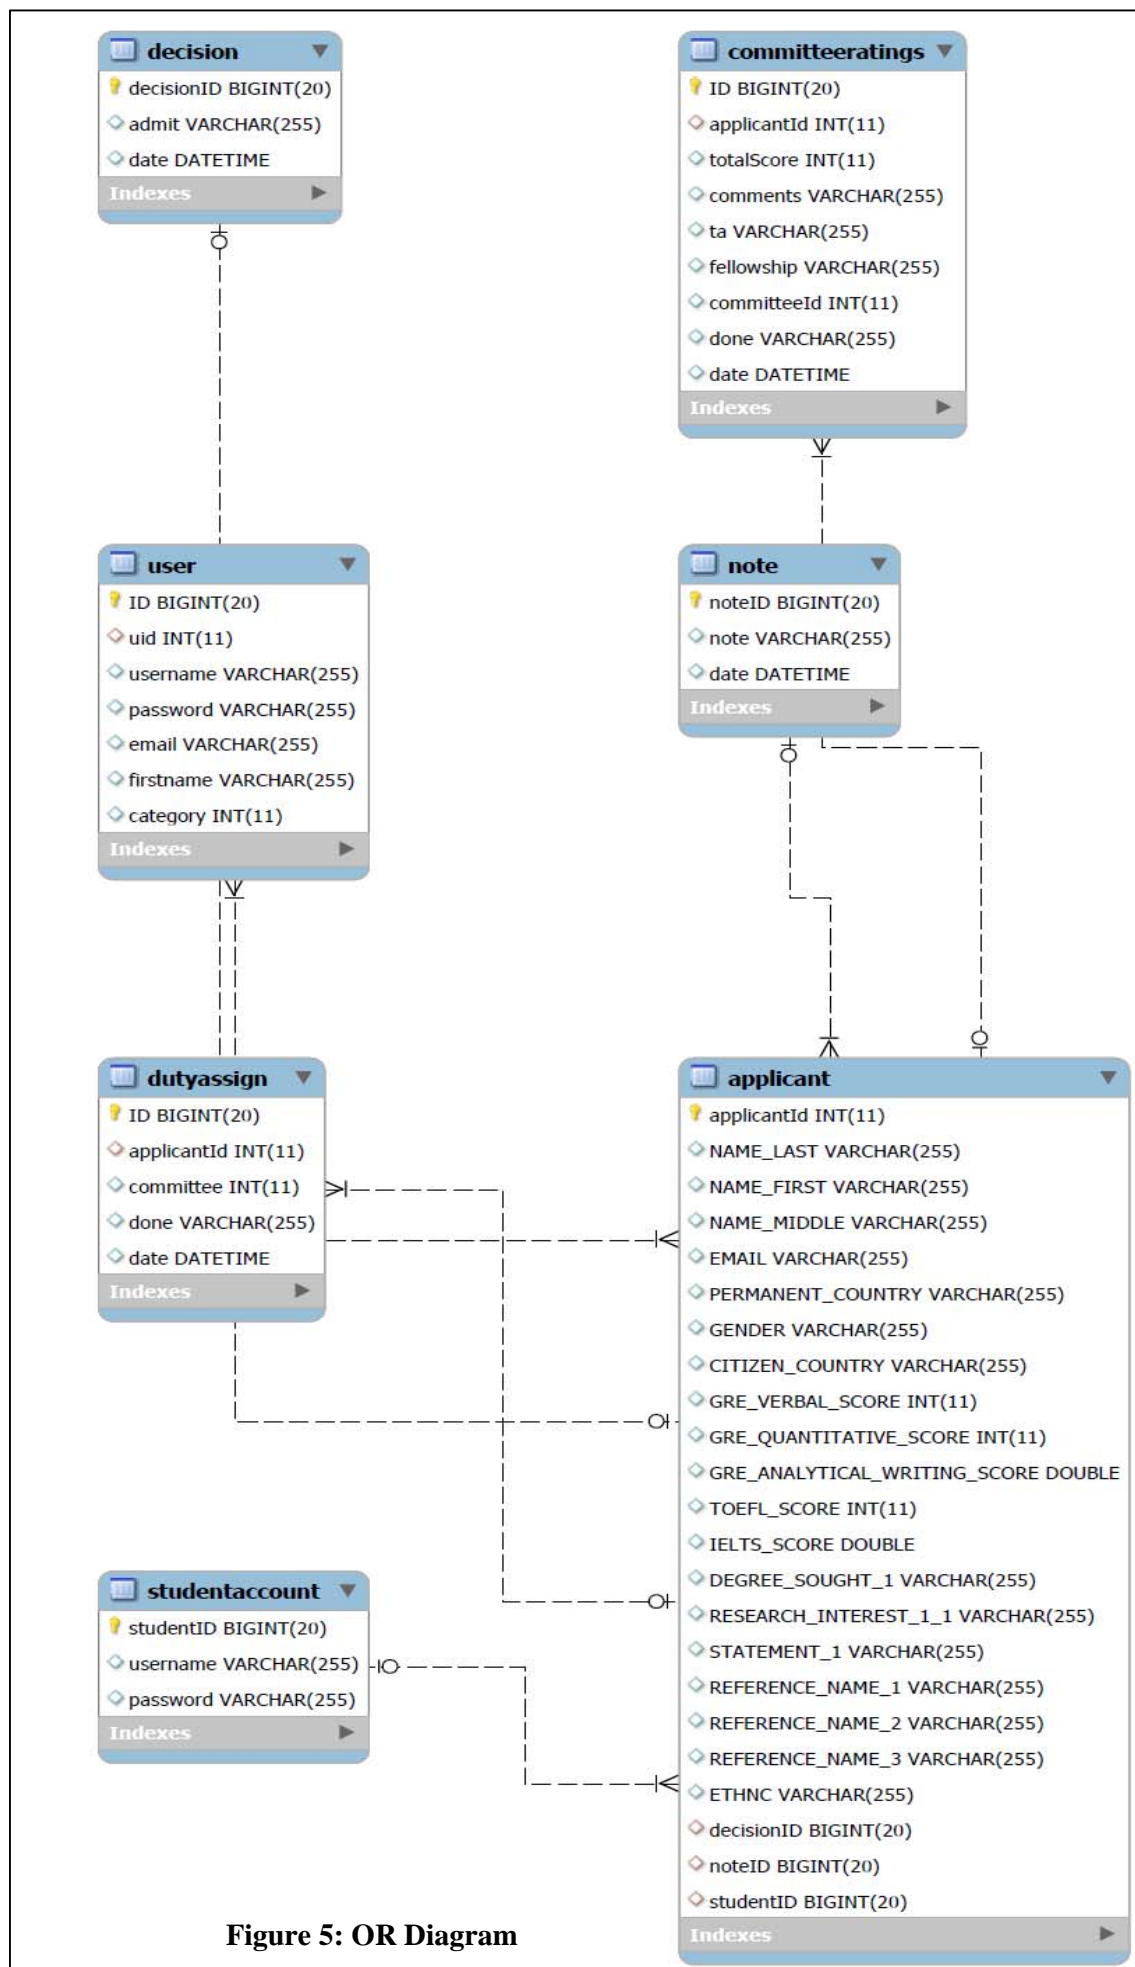 decision
decisionID BIGINT(20)
admit VARCHAR(255)
date DATETIME
Indexes
committeeratings
ID BIGINT(20)
applicantId INT(11)
totalScore INT(11)
comments VARCHAR(255)
ta VARCHAR(255)
fellowship VARCHAR(255)
committeeId INT(11)
done VARCHAR(255)
date DATETIME
Indexes
user
ID BIGINT(20)
uid INT(11)
username VARCHAR(255)
password VARCHAR(255)
email VARCHAR(255)
firstname VARCHAR(255)
category INT(11)
Indexes
note
noteID BIGINT(20)
note VARCHAR(255)
date DATETIME
Indexes
dutyassign
ID BIGINT(20)
applicantId INT(11)
committee INT(11)
done VARCHAR(255)
date DATETIME
Indexes
applicant
applicantId INT(11)
NAME_LAST VARCHAR(255)
NAME_FIRST VARCHAR(255)
NAME_MIDDLE VARCHAR(255)
EMAIL VARCHAR(255)
PERMANENT_COUNTRY VARCHAR(255)
GENDER VARCHAR(255)
CITIZEN_COUNTRY VARCHAR(255)
GRE_VERBAL_SCORE INT(11)
GRE_QUANTITATIVE_SCORE INT(11)
GRE_ANALYTICAL_WRITING_SCORE DOUBLE
TOEFL_SCORE INT(11)
IELTS_SCORE DOUBLE
DEGREE_SOUGHT_1 VARCHAR(255)
RESEARCH_INTEREST_1_1 VARCHAR(255)
STATEMENT_1 VARCHAR(255)
REFERENCE_NAME_1 VARCHAR(255)
REFERENCE_NAME_2 VARCHAR(255)
REFERENCE_NAME_3 VARCHAR(255)
ETHNC VARCHAR(255)
decisionID BIGINT(20)
noteID BIGINT(20)
studentID BIGINT(20)
Indexes
studentaccount
studentID BIGINT(20)
username VARCHAR(255)
password VARCHAR(255)
Indexes
Figure 5: OR Diagram